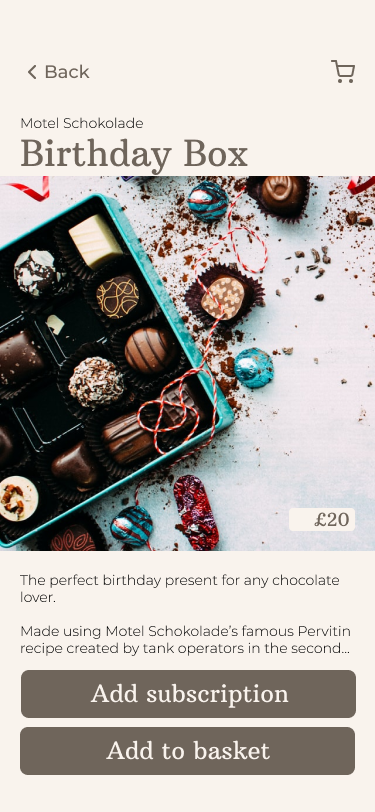 Back
Motel Schokolade
Birthday Box
£20
The perfect birthday present for any chocolate
lover.
Made using Motel Schokolade's famous Pervitin
recipe created by tank operators in the second...
Add subscription
Add to basket